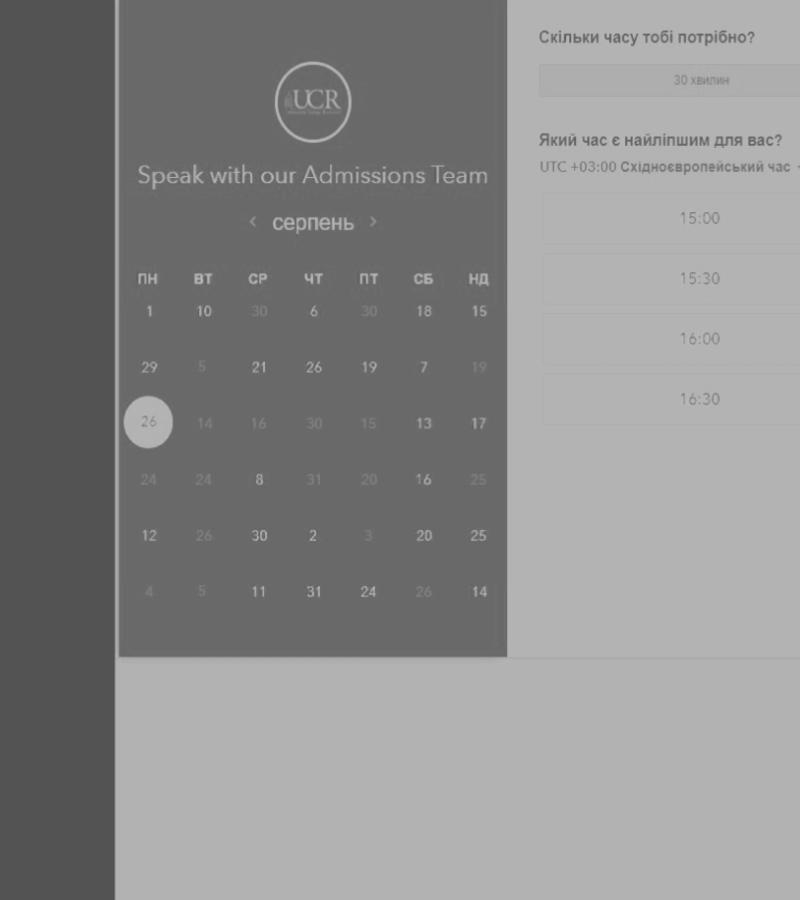 UCR
Speak with our Admissions Team
серпень
ПН ВТ СР ЧТ ПТ СБ НД
1 10 30 6 30 18 15
29 5 21 26 19 7 19
26 14 16 30 15 13 17
24 24 8 31 20 16 25
12 26 30 2 3 20 25
4 5 11 31 24 26 14
Скільки часу тобі потрібно?
30 хвилин
Який час є найліпшим для вас?
UTC +03:00 Східноєвропейський час
15:00
15:30
16:00
16:30